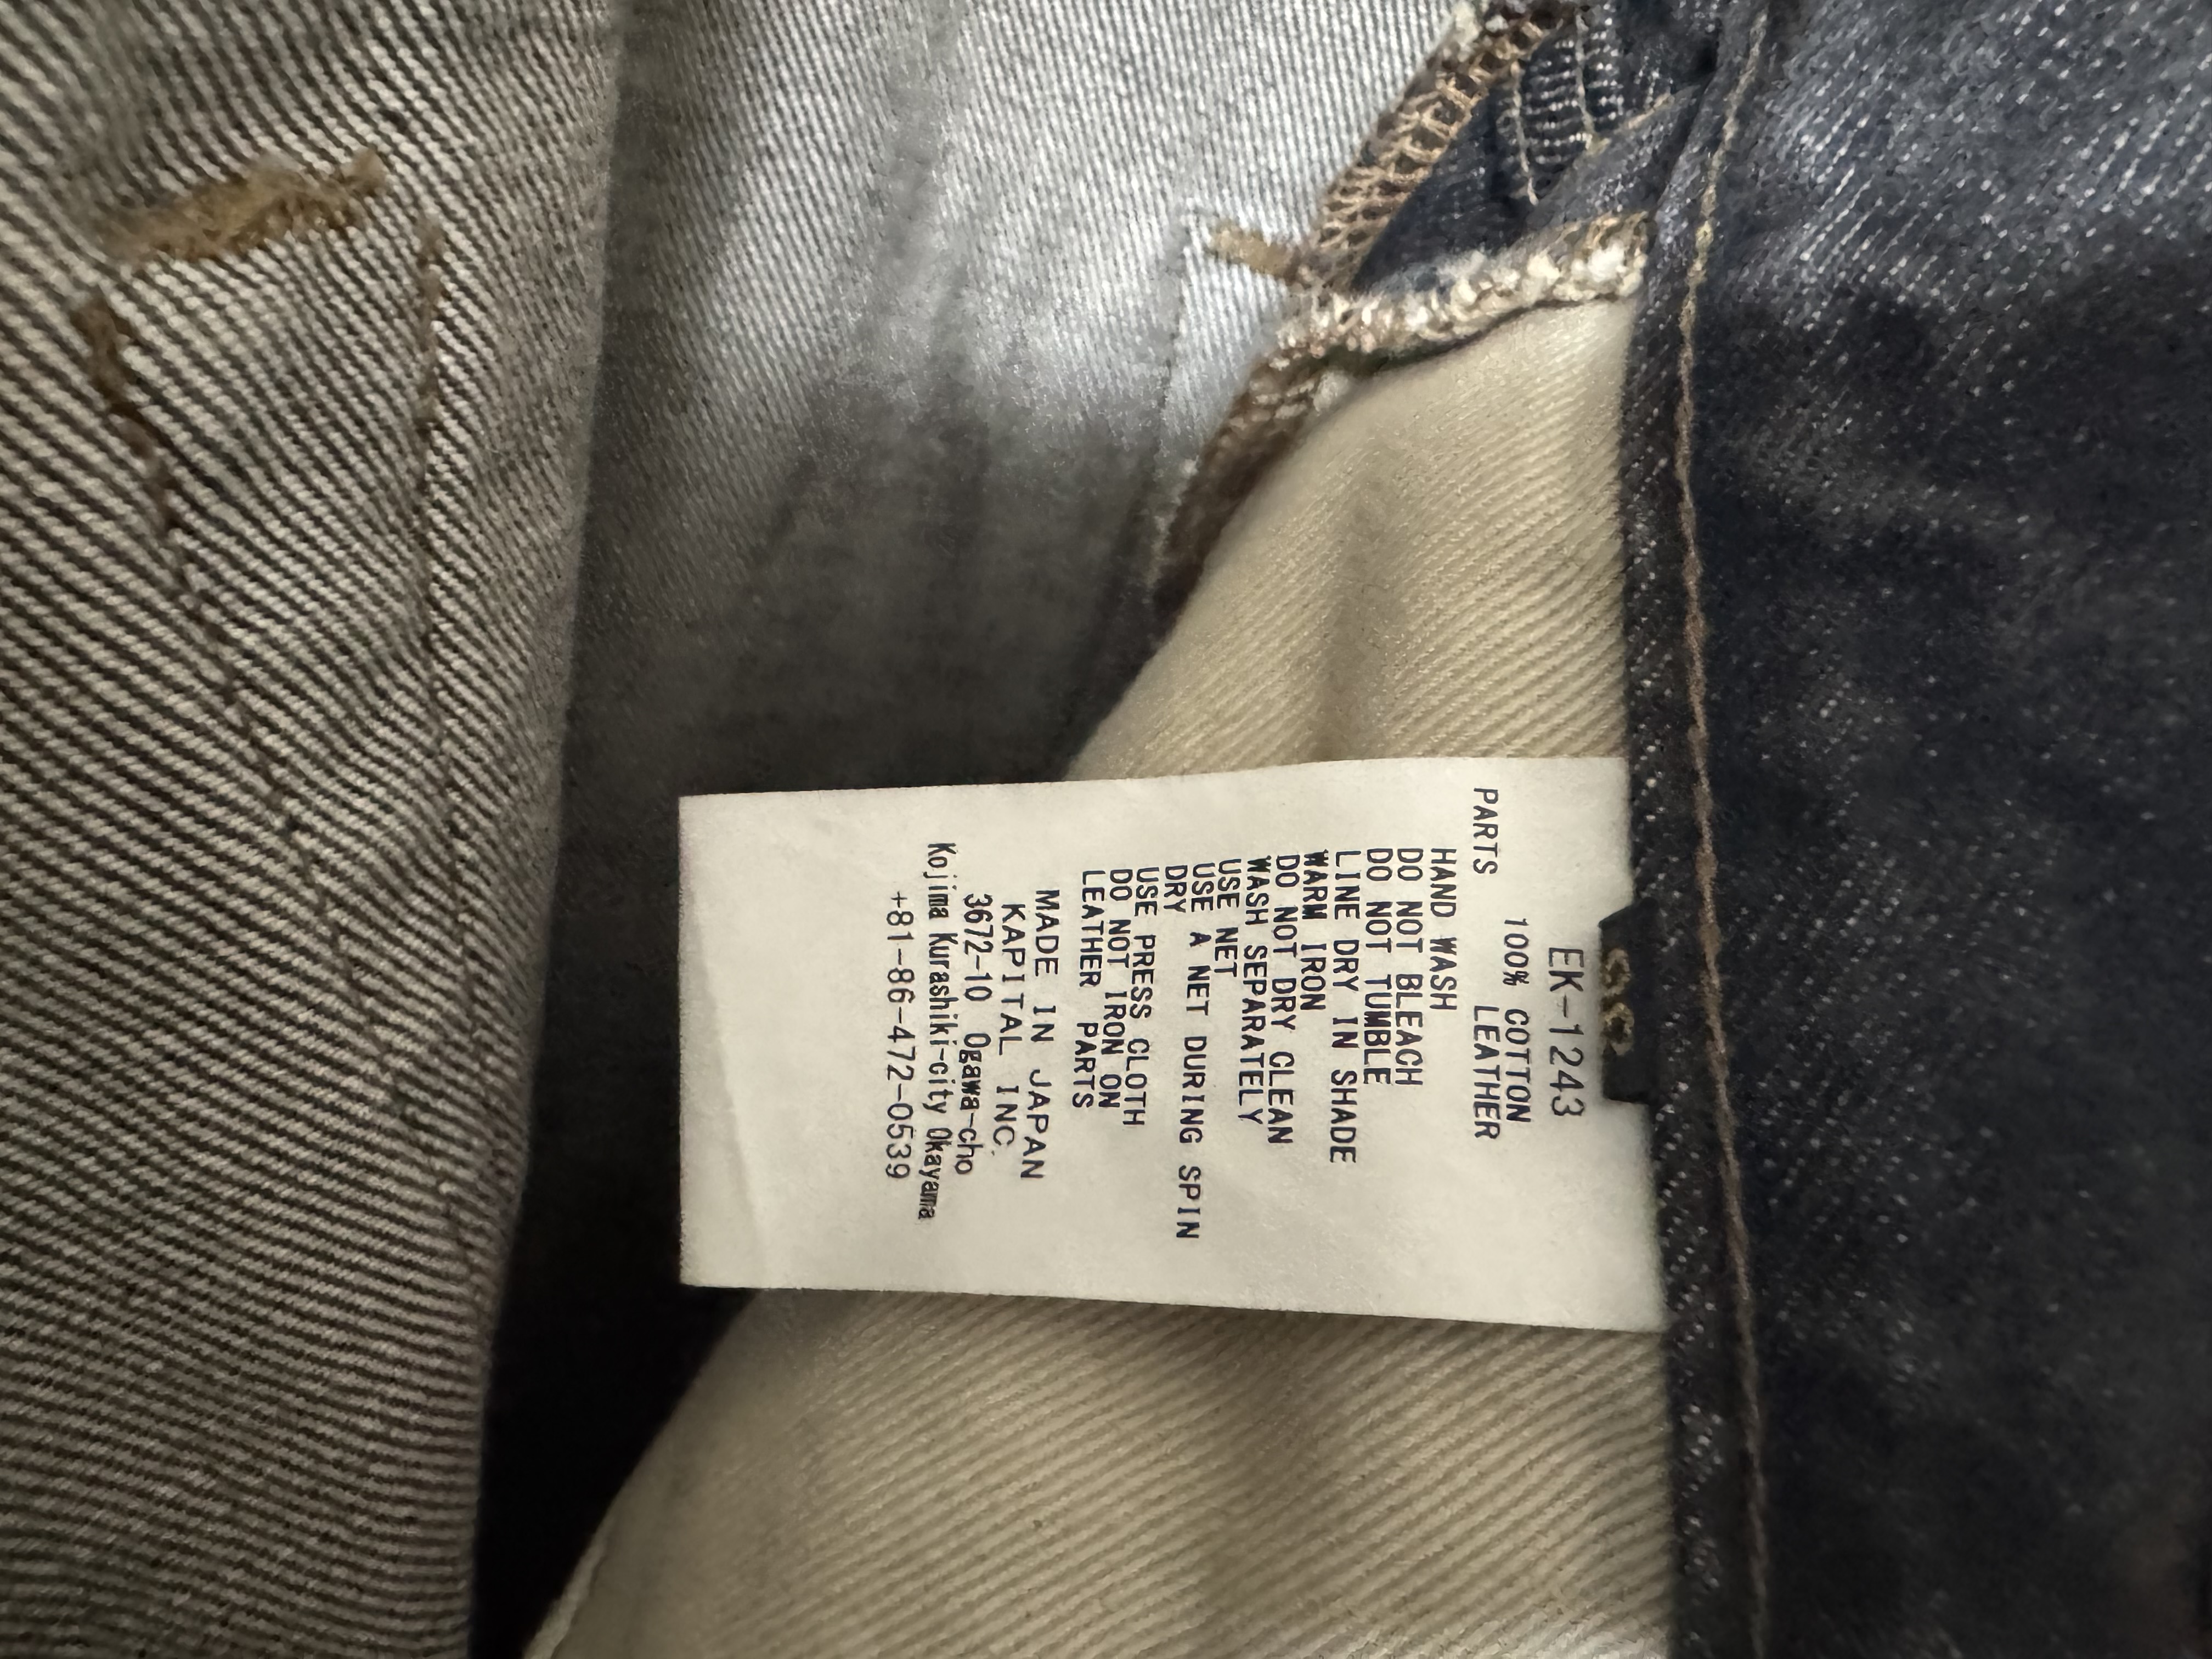 EK-1243
100% COTTON
PARTS LEATHER
HAND WASH
DO NOT BLEACH
DO NOT TUMBLE
LINE DRY IN SHADE
WARM IRON
DO NOT DRY CLEAN
WASH SEPARATELY
USE NET
USE A NET DURING SPIN
DRY
USE PRESS CLOTH
DO NOT IRON ON
LEATHER PARTS
MADE IN JAPAN
KAPITAL INC.
3672-10 Ogawa-cho
Kojima Kurashiki-city Okayama
+81-86-472-0539